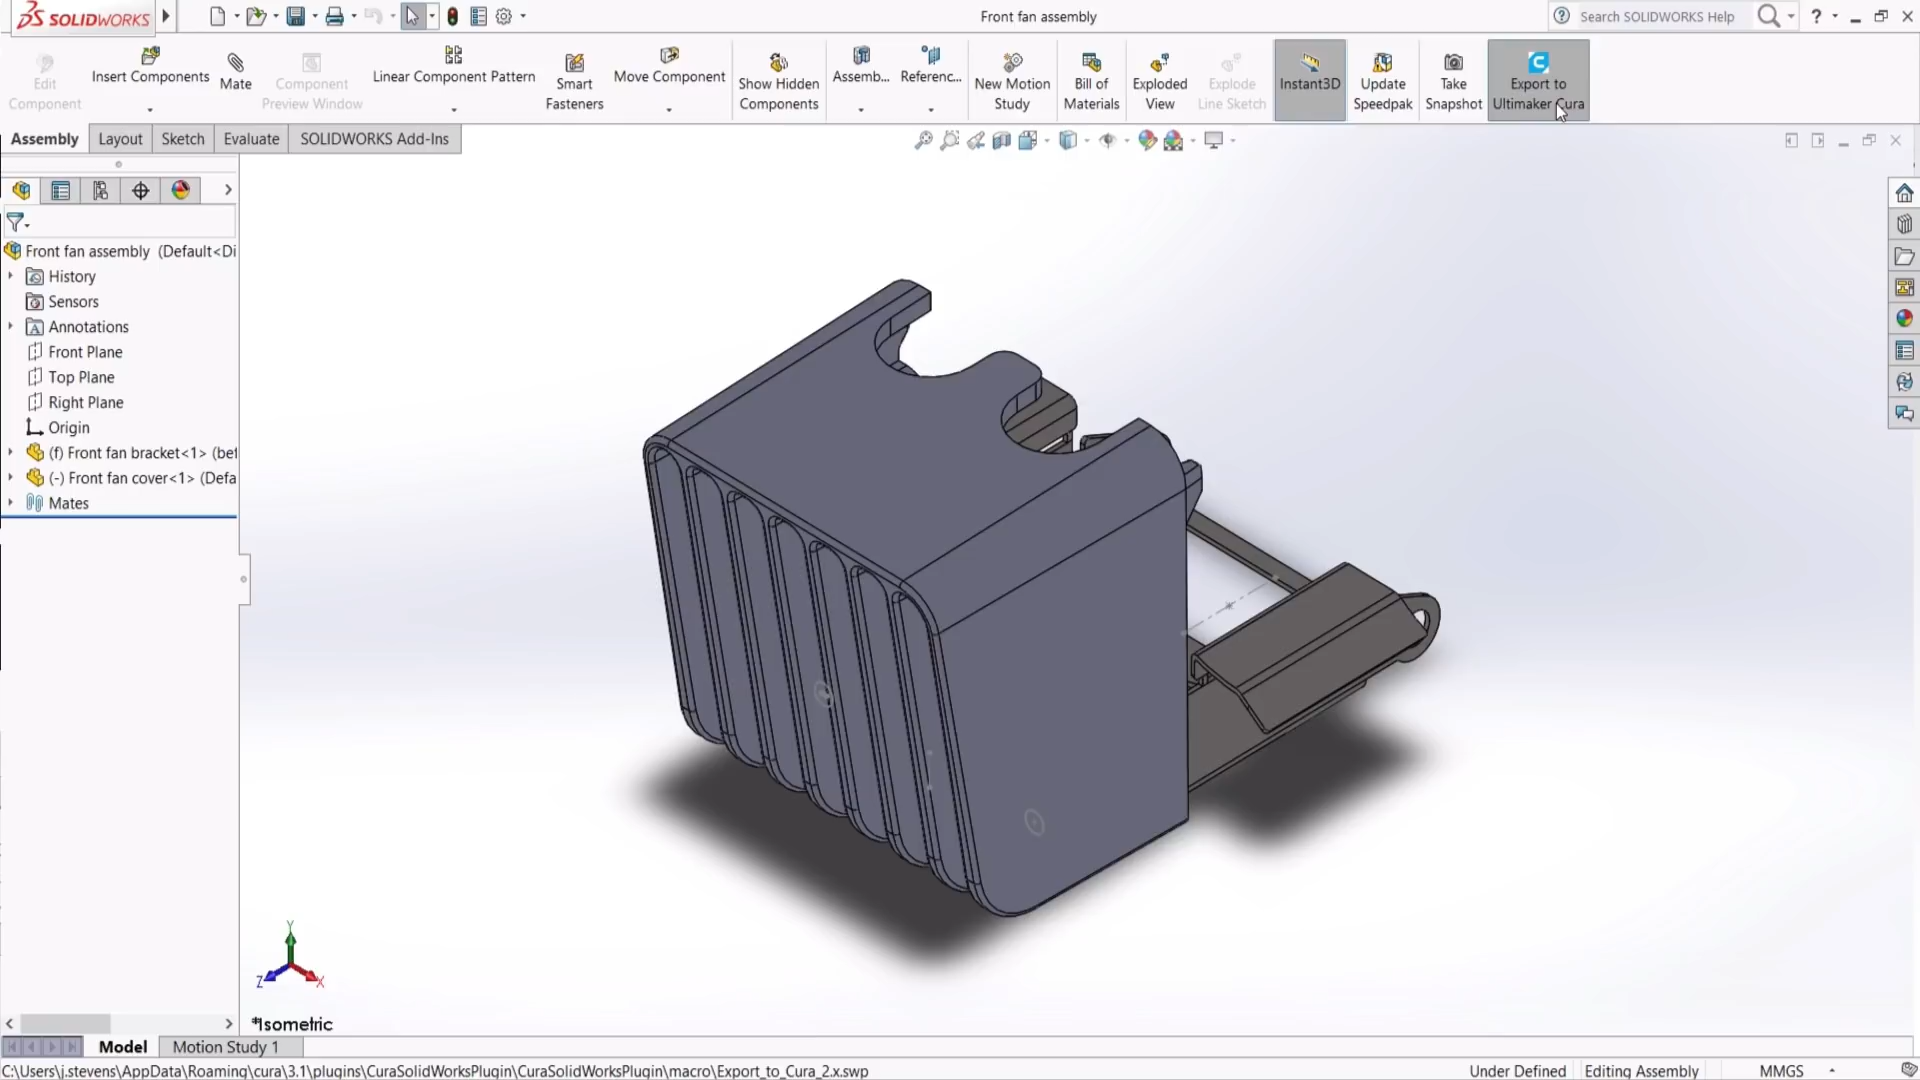 SOLIDWORKS
Front fan assembly
Search SOLIDWORKS Help
Edit Component
Insert Components
Mate
Component Preview Window
Linear Component Pattern
Smart Fasteners
Move Component
Show Hidden Components
Assemb...
Referenc...
New Motion Study
Bill of Materials
Exploded View
Explode Line Sketch
Instant3D
Update Speedpak
Take Snapshot
Export to Ultimaker Cura
Assembly
Layout
Sketch
Evaluate
SOLIDWORKS Add-Ins
Front fan assembly (Default<Di
History
Sensors
Annotations
Front Plane
Top Plane
Right Plane
Origin
(f) Front fan bracket<1> (bef
(-) Front fan cover<1> (Defa
Mates
Y
Z
X
*Isometric
Model
Motion Study 1
C:\Users\j.stevens\AppData\Roaming\cura\3.1\plugins\CuraSolidWorksPlugin\CuraSolidWorksPlugin\macro\Export_to_Cura_2.x.swp
Under Defined
Editing Assembly
MMGS